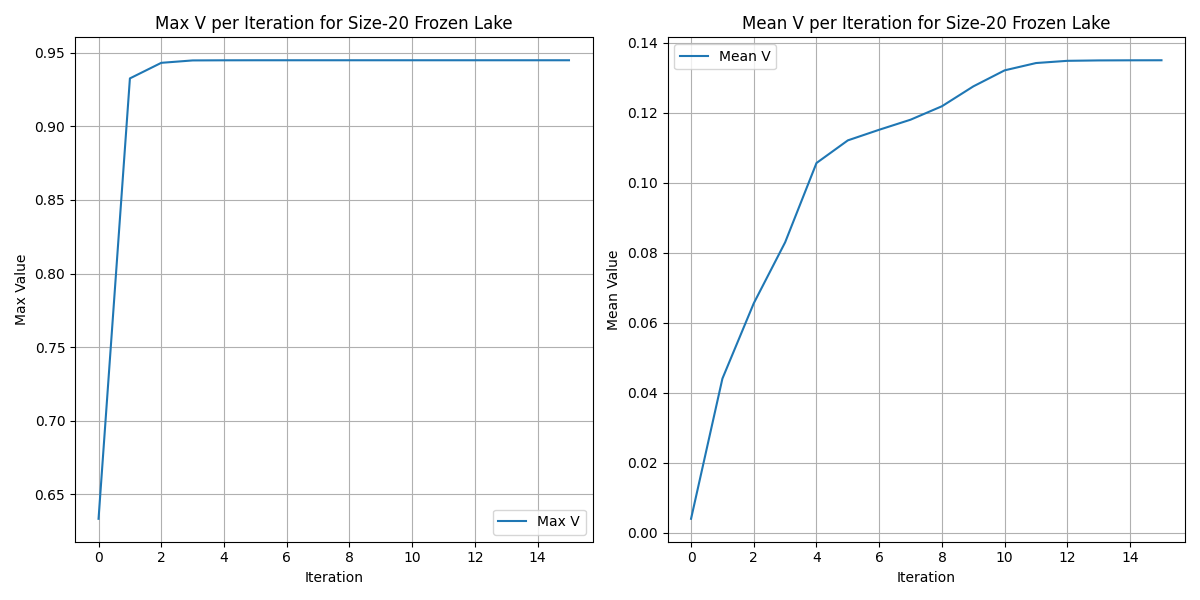 Max V per Iteration for Size-20 Frozen Lake
0.95
0.90
0.85
0.80
0.75
0.70
0.65
Max Value
Max V
0 2 4 6 8 10 12 14
Iteration
Mean V per Iteration for Size-20 Frozen Lake
Mean V
0.14
0.12
0.10
0.08
0.06
0.04
0.02
0.00
Mean Value
0 2 4 6 8 10 12 14
Iteration